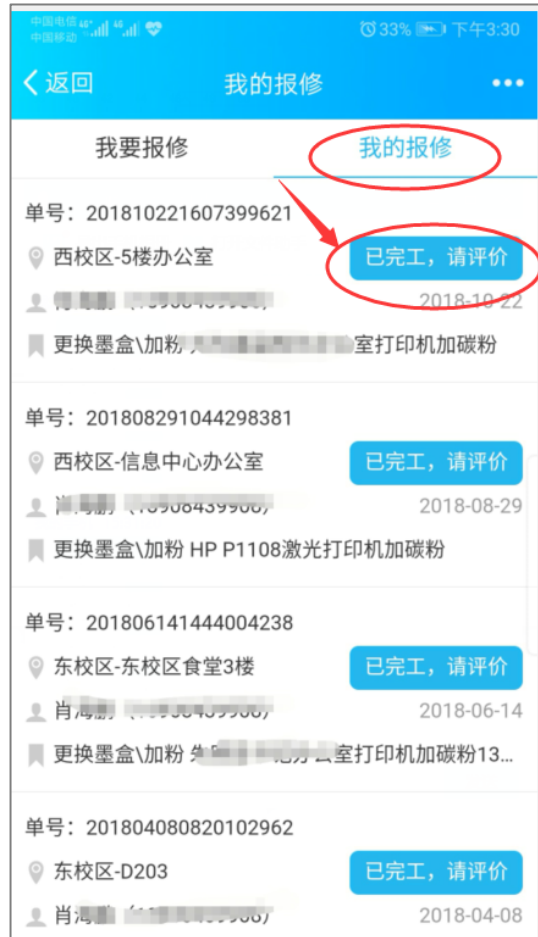 中国电信 46 46
中国移动 33% 下午3:30
返回 我的报修
我要报修 我的报修
单号：201810221607399621
西校区-5楼办公室 已完工，请评价
2018-10-22
更换墨盒\加粉 室打印机加碳粉
单号：201808291044298381
西校区-信息中心办公室 已完工，请评价
2018-08-29
更换墨盒\加粉 HP P1108激光打印机加碳粉
单号：201806141444004238
东校区-东校区食堂3楼 已完工，请评价
2018-06-14
更换墨盒\加粉 室打印机加碳粉13...
单号：201804080820102962
东校区-D203 已完工，请评价
2018-04-08